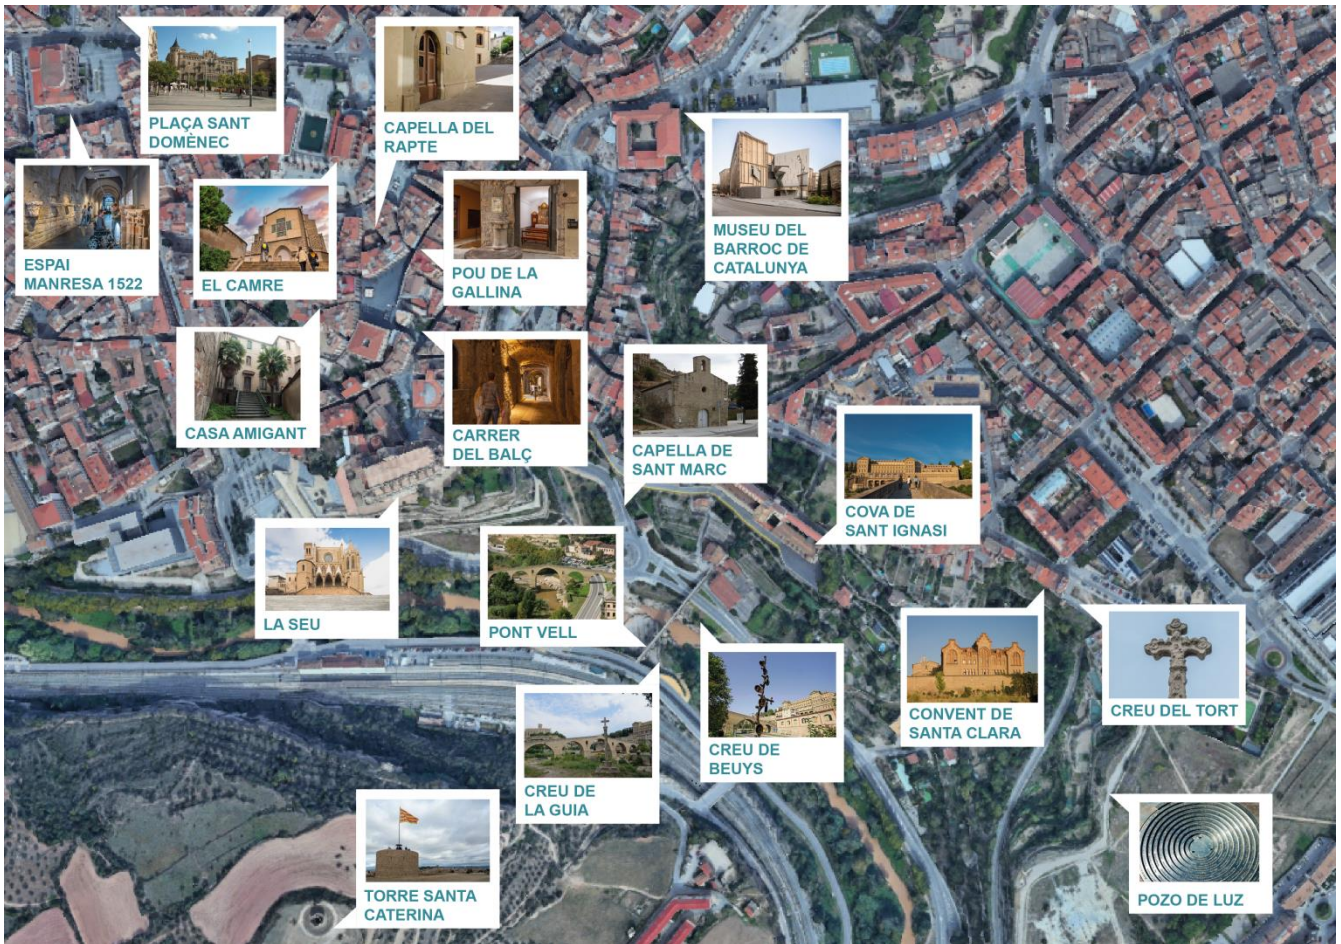 PLAÇA SANT
DOMÈNEC
CAPELLA DEL
RAPTE
ESPAI
MANRESA 1522
EL CAMRE
POU DE LA
GALLINA
MUSEU DEL
BARROC DE
CATALUNYA
CASA AMIGANT
CARRER
DEL BALÇ
CAPELLA DE
SANT MARC
COVA DE
SANT IGNASI
LA SEU
PONT VELL
CREU DE
LA GUIA
CREU DE
BEUYS
CONVENT DE
SANTA CLARA
CREU DEL TORT
TORRE SANTA
CATERINA
POZO DE LUZ